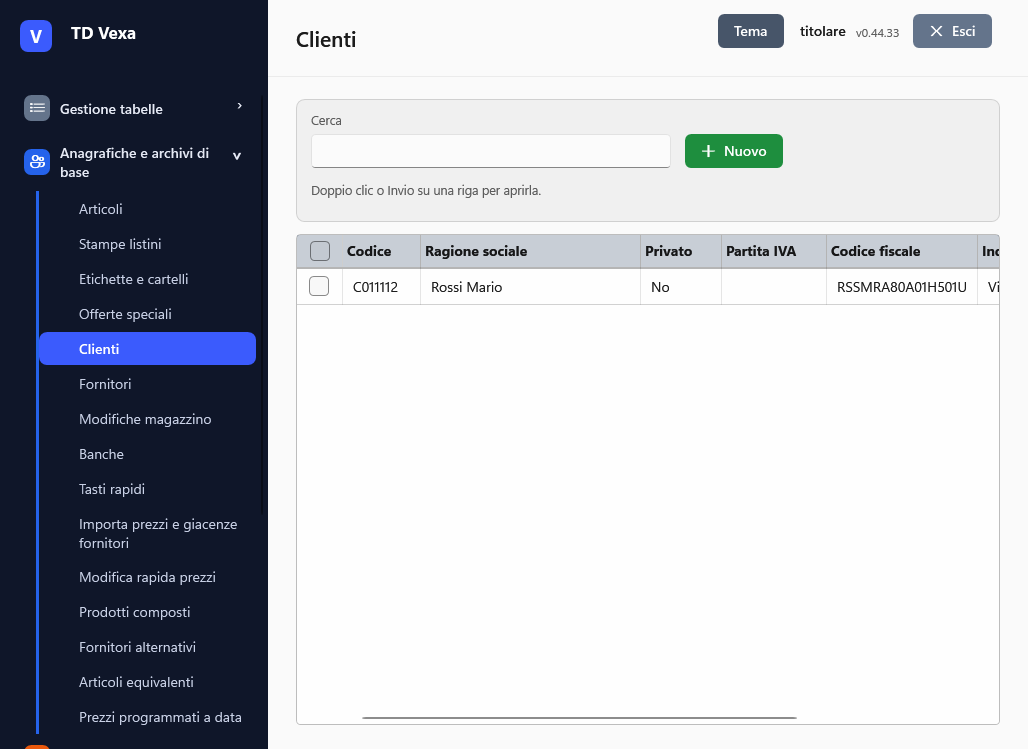 V
TD Vexa
Gestione tabelle
Anagrafiche e archivi di
base
Articoli
Stampe listini
Etichette e cartelli
Offerte speciali
Clienti
Fornitori
Modifiche magazzino
Banche
Tasti rapidi
Importa prezzi e giacenze
fornitori
Modifica rapida prezzi
Prodotti composti
Fornitori alternativi
Articoli equivalenti
Prezzi programmati a data
Clienti
Tema titolare v0.44.33 Esci
Cerca
Nuovo
Doppio clic o Invio su una riga per aprirla.
Codice Ragione sociale Privato Partita IVA Codice fiscale
C011112 Rossi Mario No RSSMRA80A01H501U